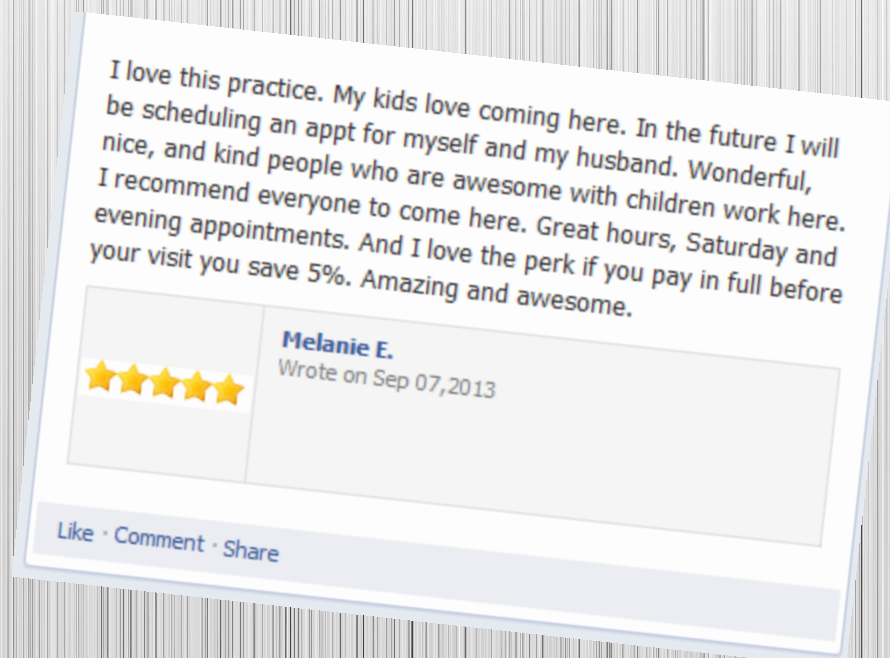 I love this practice. My kids love coming here. In the future I will
be scheduling an appt for myself and my husband. Wonderful,
nice, and kind people who are awesome with children work here.
I recommend everyone to come here. Great hours, Saturday and
evening appointments. And I love the perk if you pay in full before
your visit you save 5%. Amazing and awesome.
Melanie E.
Wrote on Sep 07,2013
Like · Comment · Share